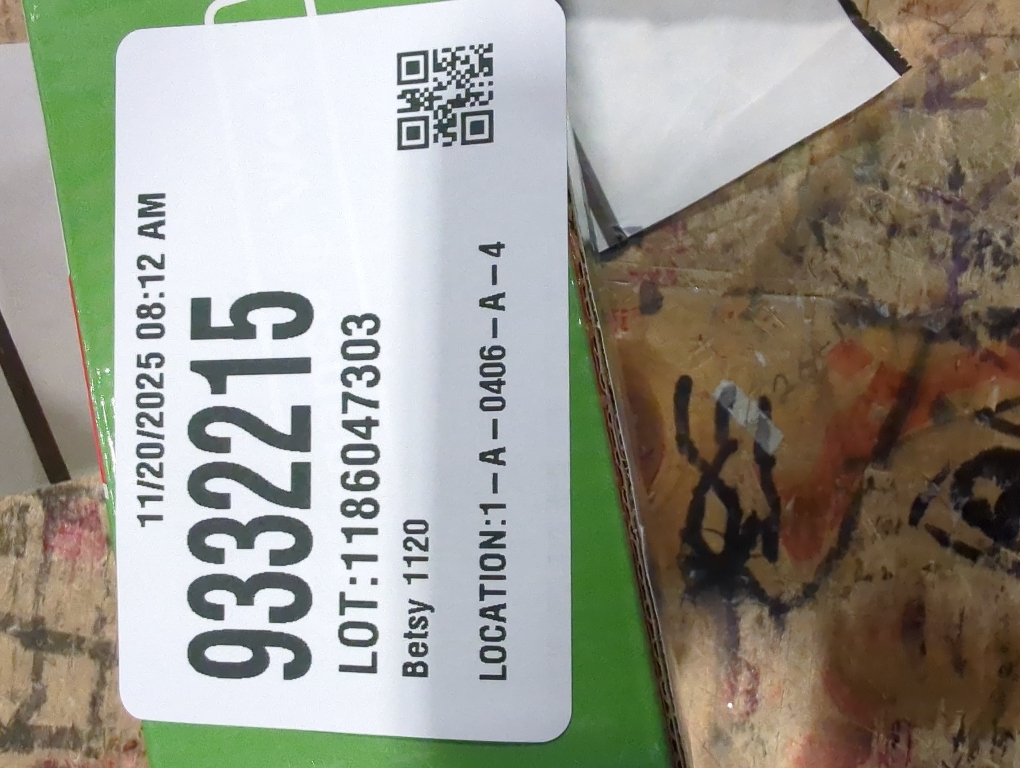 11/20/2025 08:12 AM
9332215
LOT:1186047303
Betsy 1120
LOCATION:1-A-0406-A-4